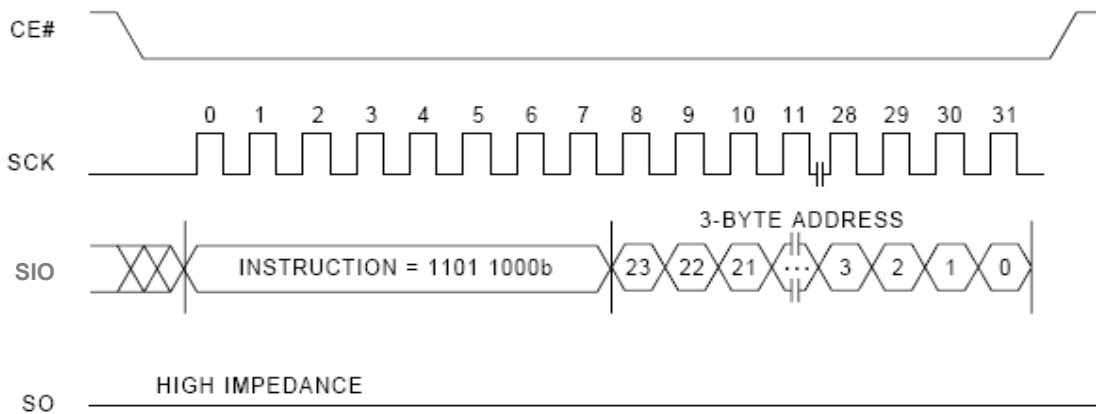 CE#
0 1 2 3 4 5 6 7 8 9 10 11 28 29 30 31
SCK
3-BYTE ADDRESS
SIO INSTRUCTION = 1101 1000b 23 22 21 ... 3 2 1 0
HIGH IMPEDANCE
SO